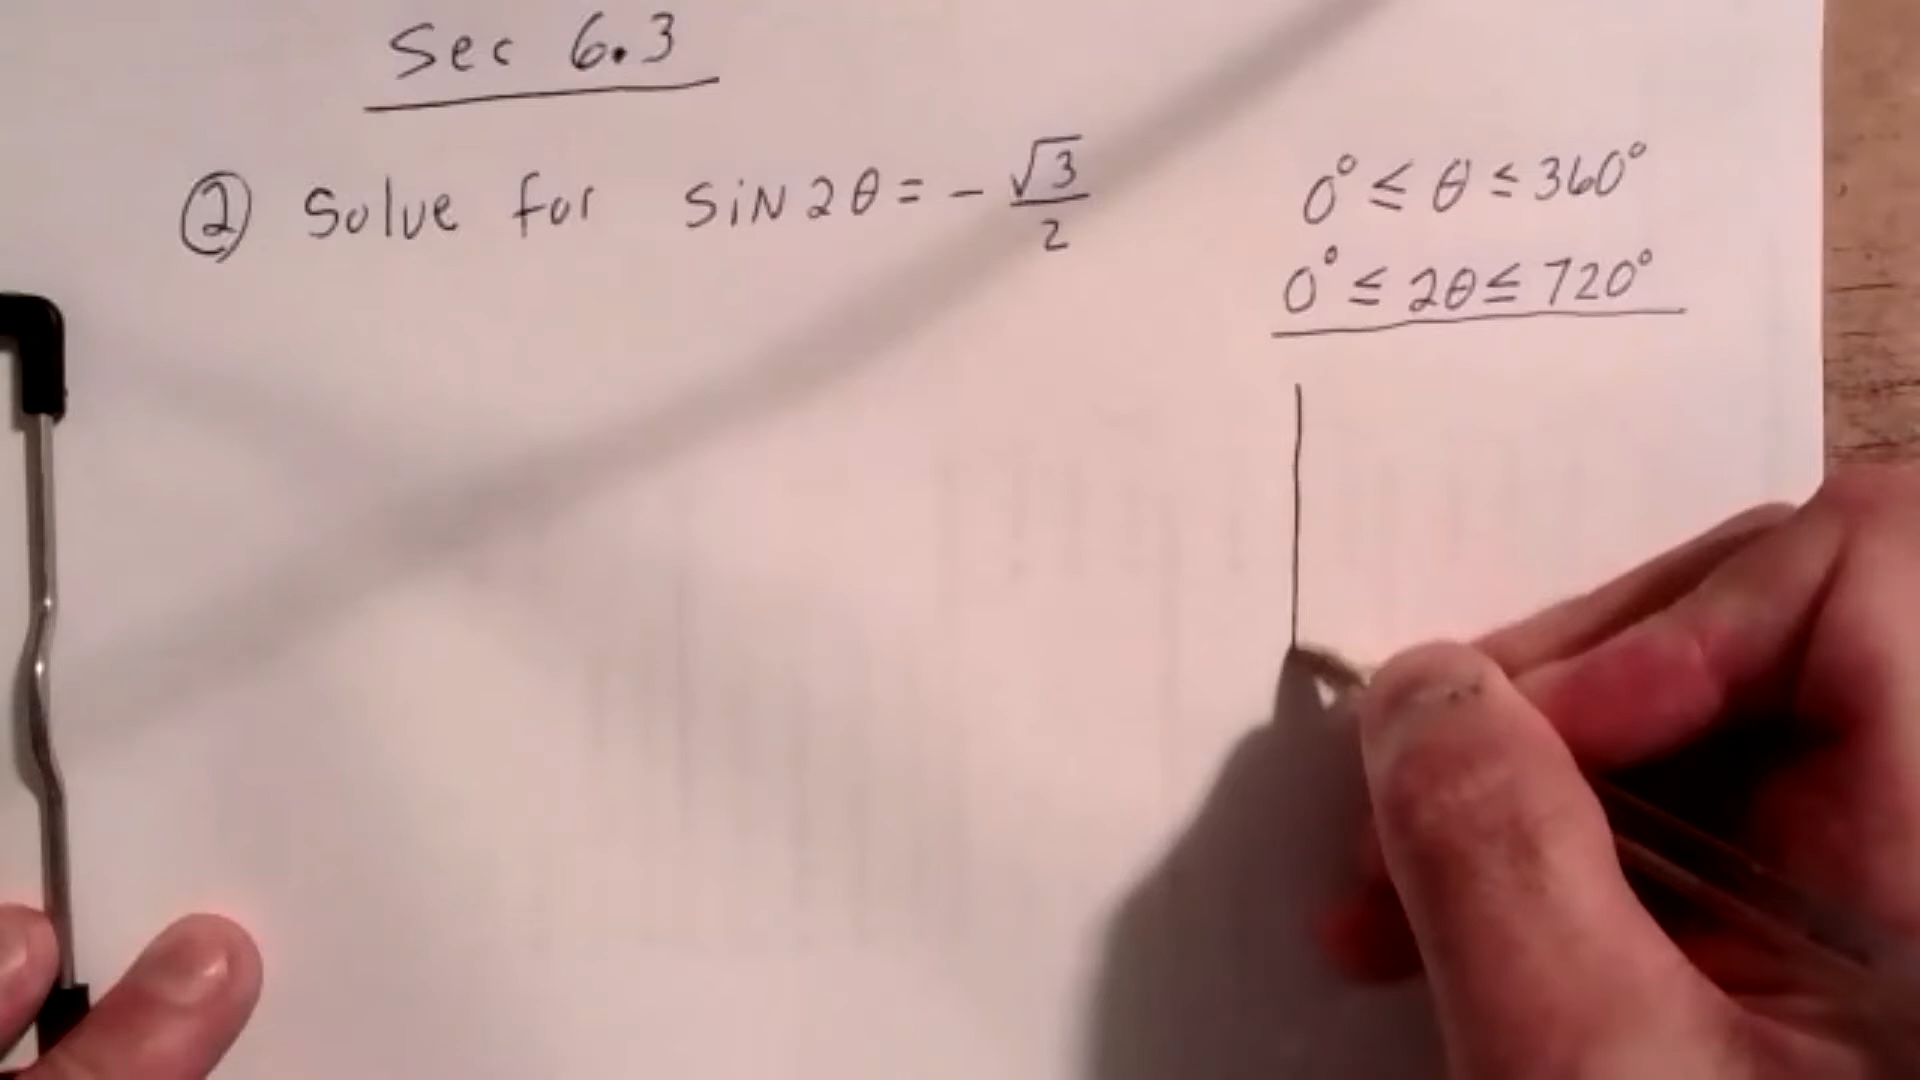 Sec 6.3
② Solve for sin 2θ = -√3/2
0° ≤ θ ≤ 360°
0° ≤ 2θ ≤ 720°